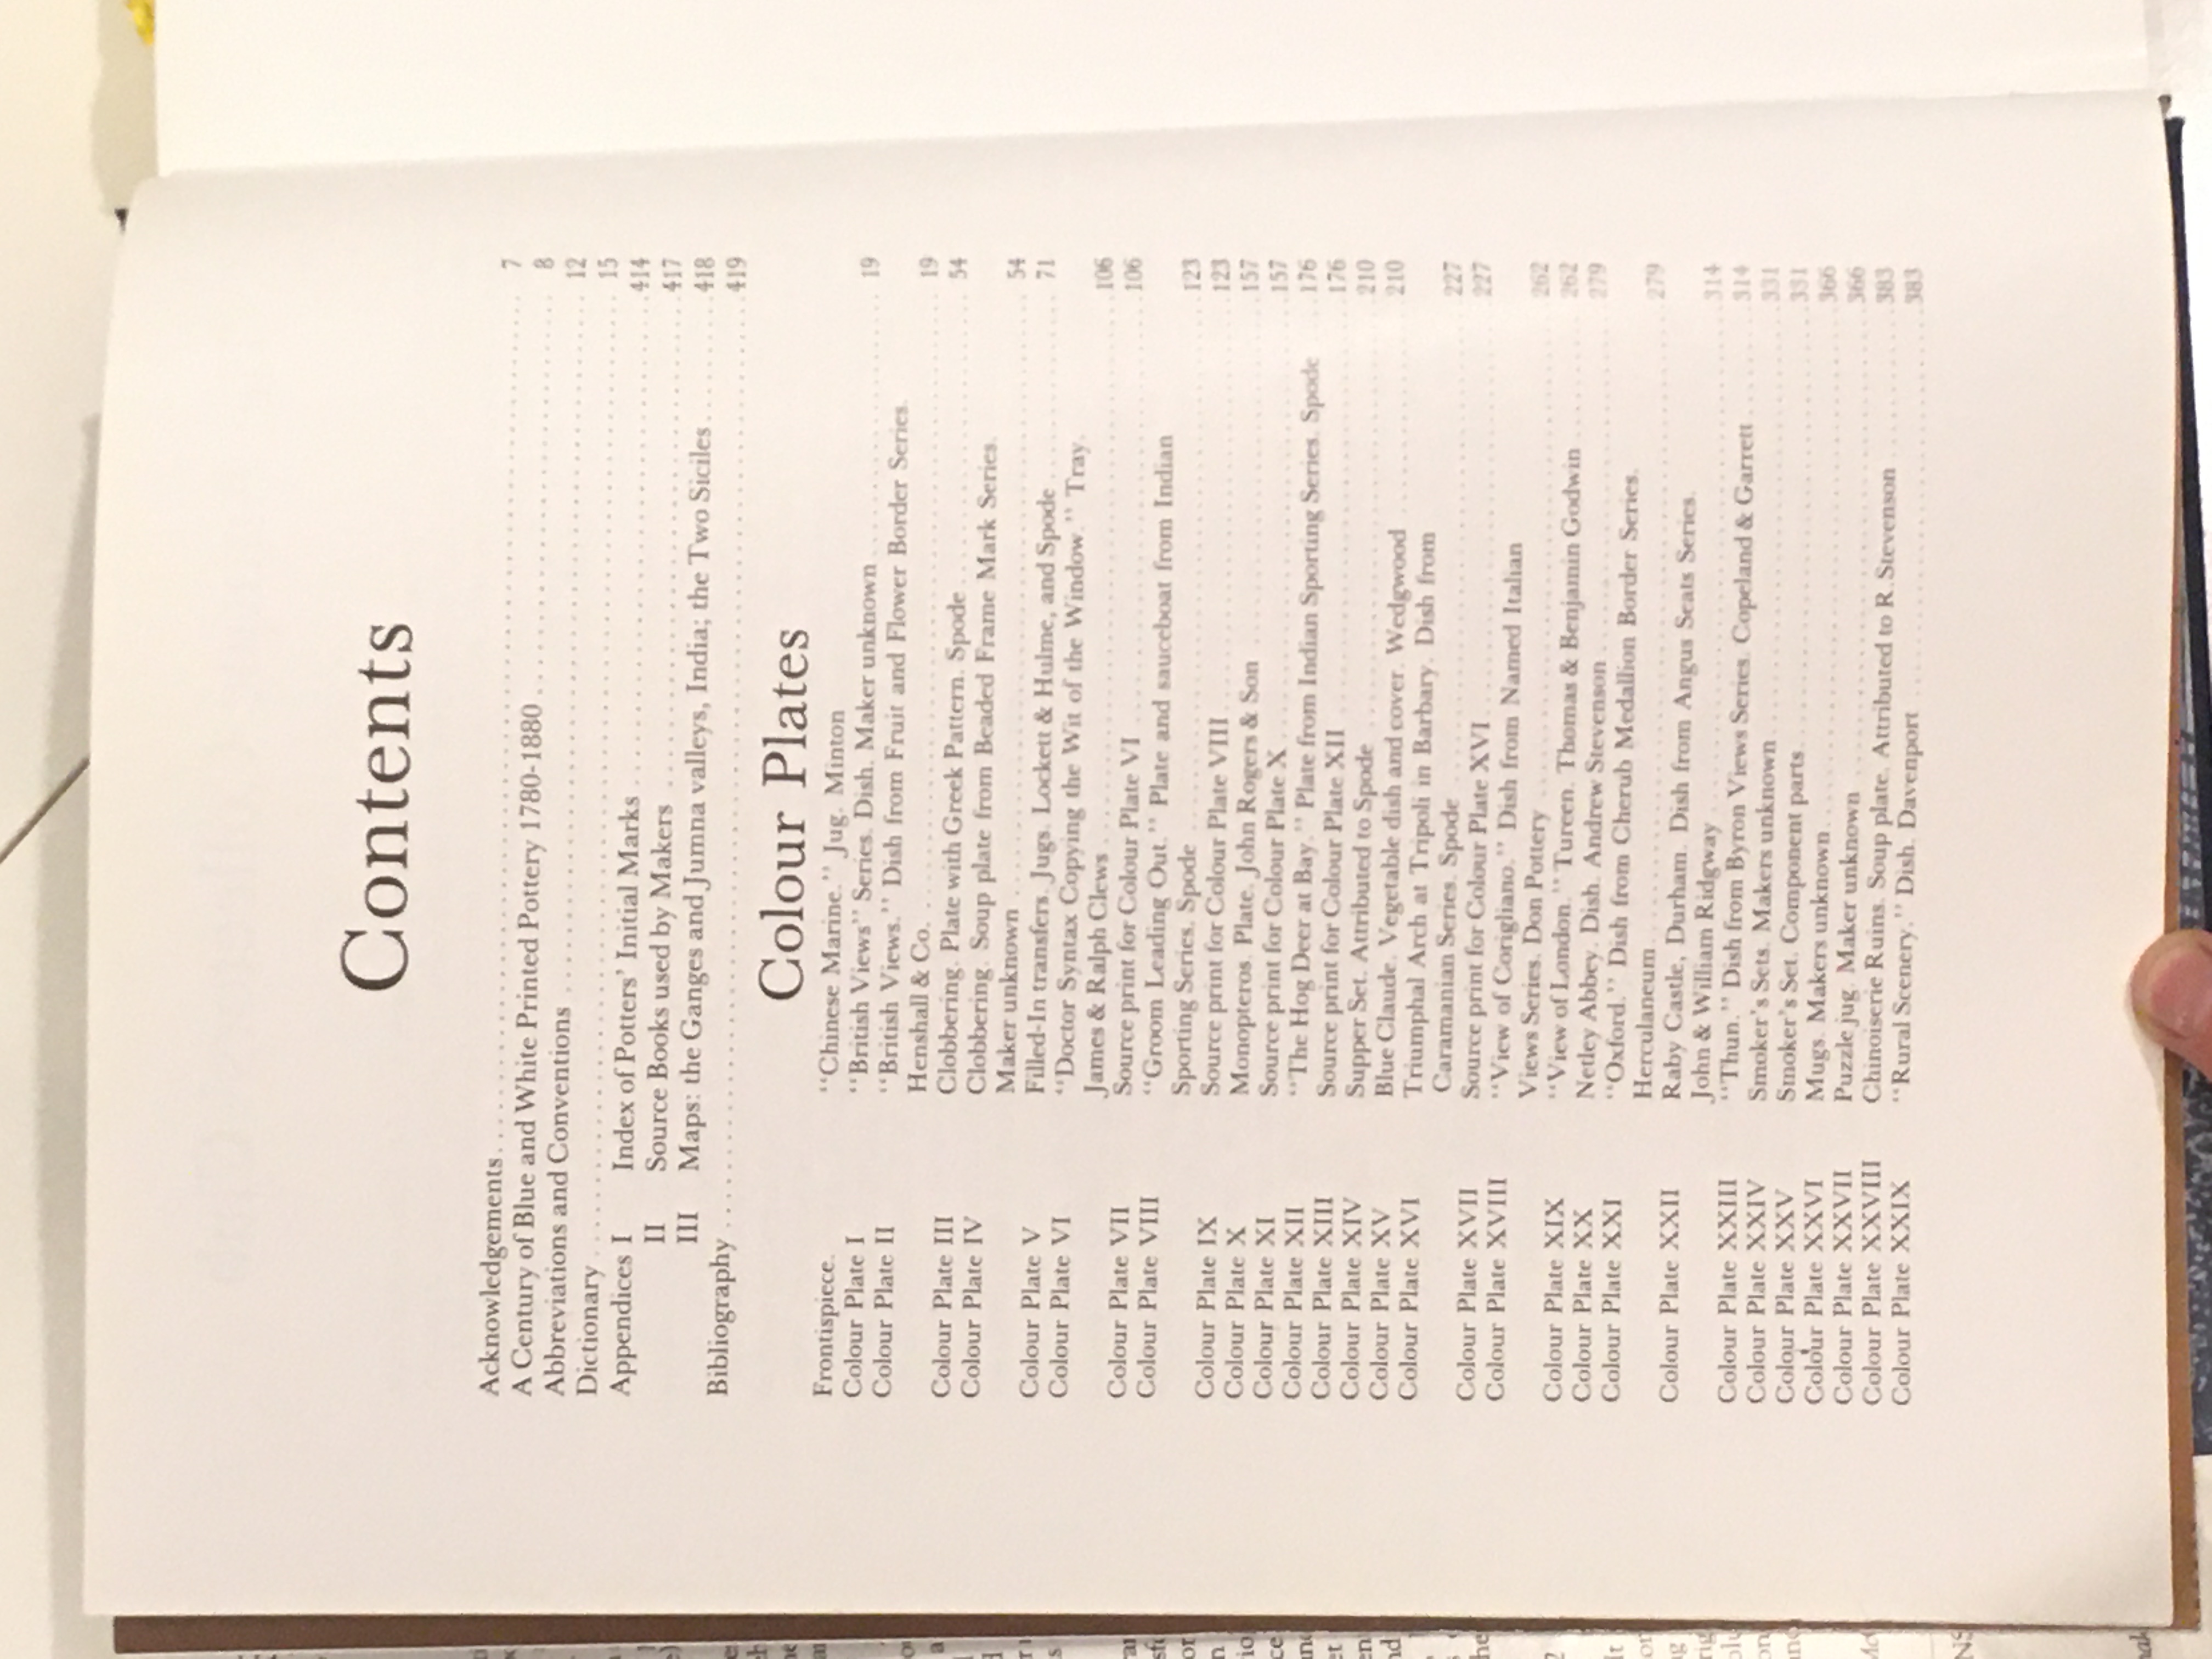 Contents
Acknowledgements. . . . . . . . . . 7
A Century of Blue and White Printed Pottery 1780-1880 . . . . . . . . . . 8
Abbreviations and Conventions . . . . . . . . . . 12
Dictionary . . . . . . . . . . 15
Appendices I Index of Potters' Initial Marks . . . . . . . . . . 414
II Source Books used by Makers . . . . . . . . . . 417
III Maps: the Ganges and Jumna valleys, India; the Two Siciles . . . . . . . . . . 418
Bibliography . . . . . . . . . . 419
Colour Plates
Frontispiece. "Chinese Marine." Jug. Minton
Colour Plate I "British Views" Series. Dish. Maker unknown . . . . . . . . . . 19
Colour Plate II "British Views." Dish from Fruit and Flower Border Series.
Henshall & Co. . . . . . . . . . . 19
Colour Plate III Clobbering. Plate with Greek Pattern. Spode . . . . . . . . . . 54
Colour Plate IV Clobbering. Soup plate from Beaded Frame Mark Series.
Maker unknown . . . . . . . . . . 54
Colour Plate V Filled-In transfers. Jugs. Lockett & Hulme, and Spode . . . . . . . . . . 71
Colour Plate VI "Doctor Syntax Copying the Wit of the Window." Tray.
James & Ralph Clews . . . . . . . . . . 106
Colour Plate VII Source print for Colour Plate VI . . . . . . . . . . 106
Colour Plate VIII "Groom Leading Out." Plate and sauceboat from Indian
Sporting Series. Spode . . . . . . . . . . 123
Colour Plate IX Source print for Colour Plate VIII . . . . . . . . . . 123
Colour Plate X Monopteros. Plate. John Rogers & Son . . . . . . . . . . 157
Colour Plate XI Source print for Colour Plate X . . . . . . . . . . 157
Colour Plate XII "The Hog Deer at Bay." Plate from Indian Sporting Series. Spode . . . . 176
Colour Plate XIII Source print for Colour Plate XII . . . . . . . . . . 176
Colour Plate XIV Supper Set. Attributed to Spode . . . . . . . . . . 210
Colour Plate XV Blue Claude. Vegetable dish and cover. Wedgwood . . . . . . . . . . 210
Colour Plate XVI Triumphal Arch at Tripoli in Barbary. Dish from
Caramanian Series. Spode . . . . . . . . . . 227
Colour Plate XVII Source print for Colour Plate XVI . . . . . . . . . . 227
Colour Plate XVIII "View of Corigliano." Dish from Named Italian
Views Series. Don Pottery . . . . . . . . . . 262
Colour Plate XIX "View of London." Tureen. Thomas & Benjamin Godwin . . . . . . . . . . 262
Colour Plate XX Netley Abbey. Dish. Andrew Stevenson . . . . . . . . . . 279
Colour Plate XXI "Oxford." Dish from Cherub Medallion Border Series.
Herculaneum . . . . . . . . . . 279
Colour Plate XXII Raby Castle, Durham. Dish from Angus Seats Series.
John & William Ridgway . . . . . . . . . . 314
Colour Plate XXIII "Thun." Dish from Byron Views Series. Copeland & Garrett . . . . . . . . . . 314
Colour Plate XXIV Smoker's Sets. Makers unknown . . . . . . . . . . 331
Colour Plate XXV Smoker's Set. Component parts . . . . . . . . . . 331
Colour Plate XXVI Mugs. Makers unknown . . . . . . . . . . 366
Colour Plate XXVII Puzzle jug. Maker unknown . . . . . . . . . . 366
Colour Plate XXVIII Chinoiserie Ruins. Soup plate. Attributed to R.Stevenson . . . . . . . . . . 383
Colour Plate XXIX "Rural Scenery." Dish. Davenport . . . . . . . . . . 383